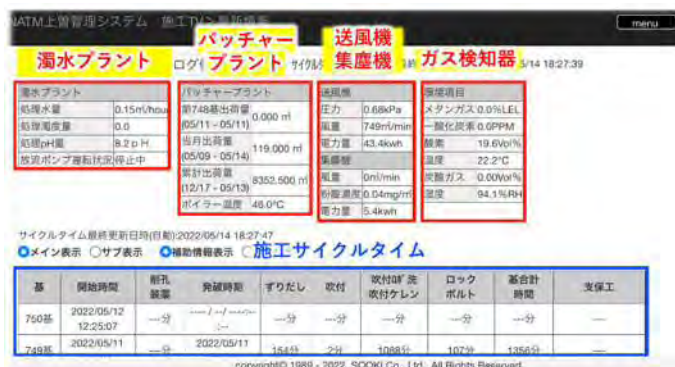 NATM上曽管理システム 施工TVシ最新情報
menu
濁水プラント
バッチャー
プラント
送風機
集塵機
ガス検知器
/14 18:27:39
濁水プラント
処理水量 0.15㎥/hour
処理濁度量 0.0
処理pH量 8.2 p H
放流ポンプ運転状況 停止中
バッチャープラント
第748基出荷量
(05/11 - 05/11) 0.000 ㎥
当月出荷量
(05/09 - 05/14) 119.000 ㎥
累計出荷量
(12/17 - 05/13) 8352.500 ㎥
ボイラー温度 46.0℃
送風機
圧力 0.68kPa
風量 749㎥/min
電力量 43.4kwh
集塵機
風量 0㎥/min
粉塵濃度 0.04mg/㎥
電力量 5.4kwh
環境項目
メタンガス 0.0%LEL
一酸化炭素 0.0PPM
酸素 19.6Vol%
温度 22.2℃
炭酸ガス 0.00Vol%
湿度 94.1%RH
サイクルタイム最終更新日時(自動):2022/05/14 18:27:47
メイン表示 サブ表示 補助情報表示
施工サイクルタイム
基 開始時間 削孔装薬 発破時期 ずりだし 吹付 吹付ﾛﾎﾞ洗 吹付ケレン ロックボルト 基合計時間 支保工
750基 2022/05/12 12:25:07 ---分 ----/--/-- --:-- ---分 ---分 ---分 ---分 ---分 ---
749基 2022/05/11 ---分 2022/05/11 154分 2分 1088分 107分 1356分 ---
copyright© 1989 - 2022 SOOKI Co., Ltd. All Rights Reserved.